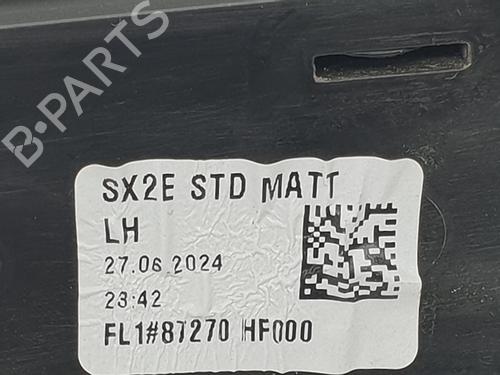 B-PARTS
SX2E STD MATT
LH
27.06.2024
23:42
FL1#87270 HF000